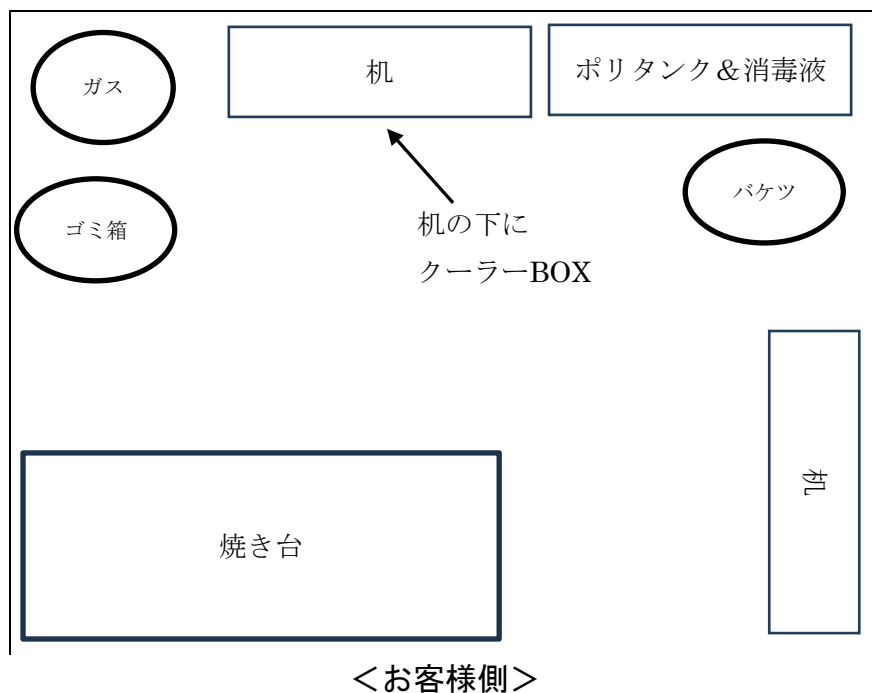 ガス
机
ポリタンク＆消毒液
ゴミ箱
バケツ
机の下に
クーラーBOX
机
焼き台
＜お客様側＞